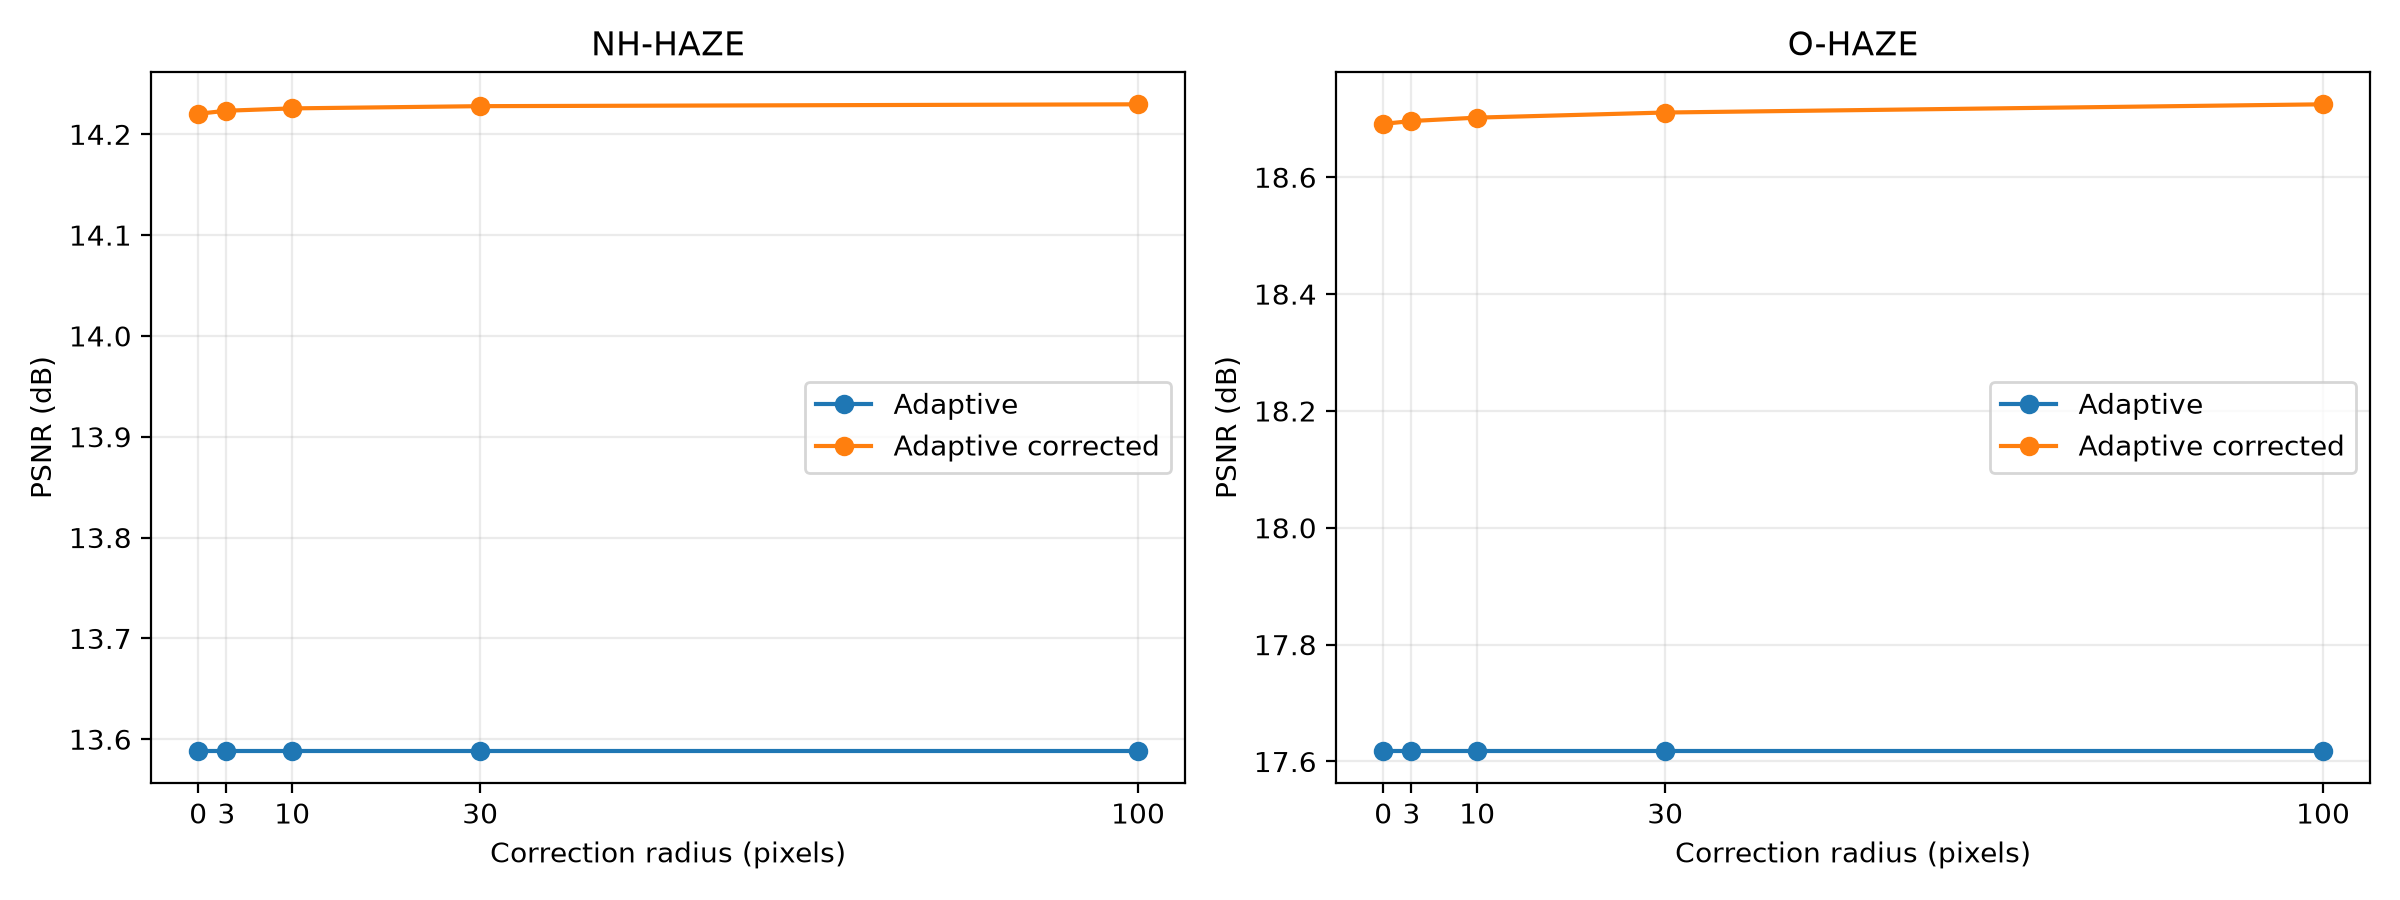 NH-HAZE
14.2
14.1
14.0
13.9
13.8
13.7
13.6
PSNR (dB)
Adaptive
Adaptive corrected
0 3 10 30 100
Correction radius (pixels)
O-HAZE
18.6
18.4
18.2
18.0
17.8
17.6
PSNR (dB)
Adaptive
Adaptive corrected
0 3 10 30 100
Correction radius (pixels)